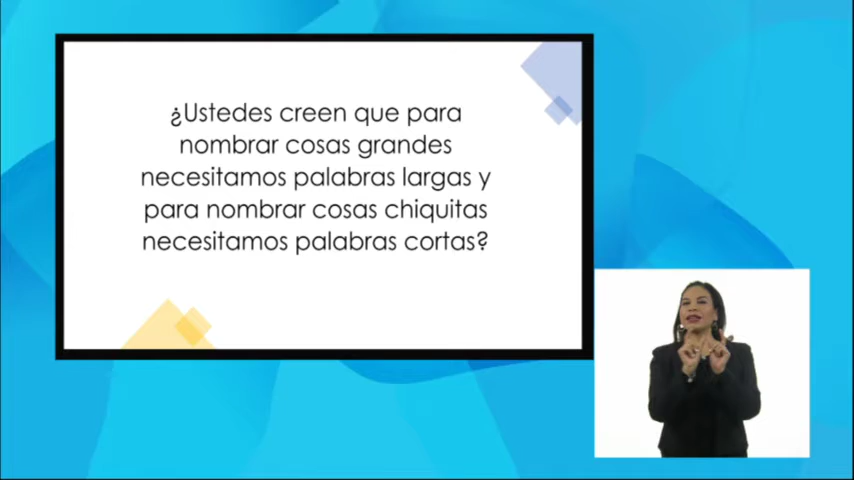 ¿Ustedes creen que para
nombrar cosas grandes
necesitamos palabras largas y
para nombrar cosas chiquitas
necesitamos palabras cortas?